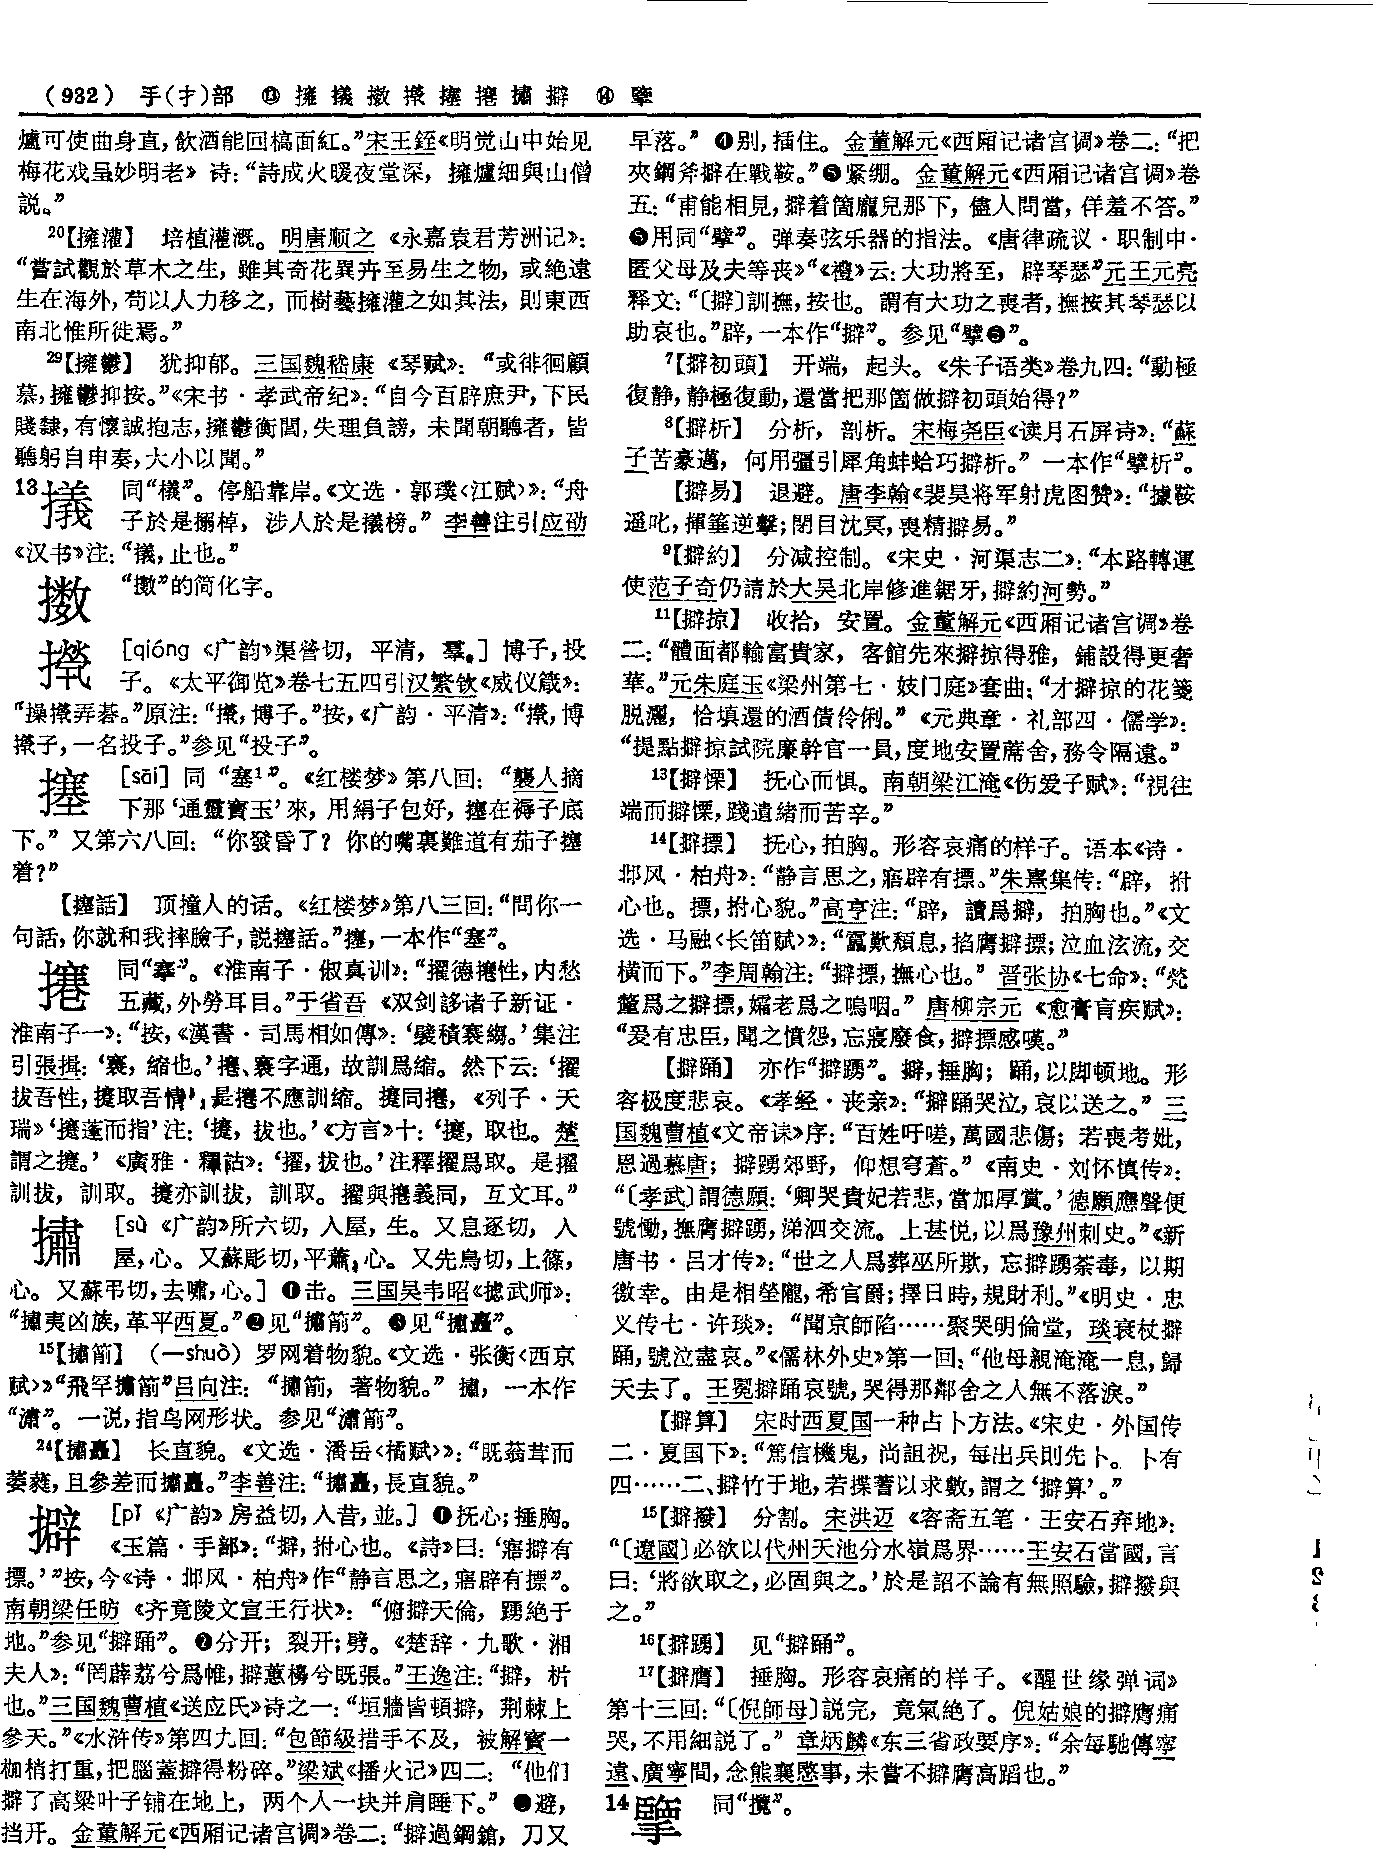 (932) 手(扌)部 ⑬ 擁 檥 擏 㩓 㩙 擗 ⑭ 㨯
爐可使曲身直，飲酒能回槁面紅。”宋王銍《明觉山中始见
梅花戏呈妙明老》诗：“詩成火暖夜堂深，擁爐细與山僧
説。”
20【擁灌】 培植灌溉。明唐顺之《永嘉袁君芳洲记》：
“嘗試觀於草木之生，雖其奇花異卉至易生之物，或絶遠
生在海外，苟以人力移之，而樹藝擁灌之如其法，則東西
南北惟所徙焉。”
29【擁鬱】 犹抑郁。三国魏嵇康《琴赋》：“或徘徊顧
慕，擁鬱抑按。”《宋书·孝武帝纪》：“自今百辟庶尹，下民
賤隸，有懷誠抱志，擁鬱衡閭，失理負謗，未聞朝聽者，皆
聽躬自申奏，大小以聞。”
13 㩘 同“檥”。停船靠岸。《文选·郭璞〈江赋〉》：“舟
子於是搦棹，涉人於是㩘榜。”李善注引应劭
《汉书》注：“㩘，止也。”
“擻”的简化字。
[qióng《广韵》渠營切，平清，羣。] 博子，投
子。《太平御览》卷七五四引汉繁钦《威仪箴》：
“操㩓弄碁。”原注：“㩓，博子。”按，《广韵·平清》：“㩓，博
㩓子，一名投子。”参见“投子”。
㩙 [sāi] 同“塞1”。《红楼梦》第八回：“襲人摘
下那‘通靈寳玉’來，用絹子包好，㩙在褥子底
下。”又第六八回：“你發昏了？你的嘴裏難道有茄子㩙
着？”
【㩙話】 顶撞人的话。《红楼梦》第八三回：“問你一
句話，你就和我摔臉子，説㩙話。”㩙，一本作“塞”。
同“搴”。《淮南子·俶真训》：“擢德攓性，内愁
五藏，外勞耳目。”于省吾《双剑誃诸子新证·
淮南子一》：“按，《漢書·司馬相如傳》：‘襞積褰縐。’集注
引張揖：‘褰，縮也。’攓、褰字通，故訓爲缩。然下云：‘擢
拔吾性，攓取吾情’，是攓不應訓缩。攓同攓，《列子·天
瑞》‘攓蓬而指’注：‘攓，拔也。’《方言》十：‘攓，取也。楚
謂之攓。’《廣雅·釋詁》：‘擢，拔也。’注釋擢爲取。是擢
訓拔，訓取。攓亦訓拔，訓取。擢與攓義同，互文耳。”
㩋 [sù《广韵》所六切，入屋，生。又息逐切，入
屋，心。又蘇彫切，平蕭，心。又先鳥切，上篠，
心。又蘇弔切，去嘯，心。] ❶击。三国吴韦昭《摅武师》：
“㩋夷凶族，革平西夏。”❷见“㩋箾”。❸见“㩋矗”。
15【㩋箾】 （—shuò）罗网着物貌。《文选·张衡〈西京
赋〉》“飛罕㩋箾”吕向注：“㩋箾，著物貌。”㩋，一本作
“潚”。一说，指鸟网形状。参见“潚箾”。
24【㩋矗】 长直貌。《文选·潘岳〈橘赋〉》：“既蓊茸而
萎蕤，且參差而㩋矗。”李善注：“㩋矗，長直貌。”
擗 [pǐ《广韵》房益切，入昔，並。] ❶抚心；捶胸。
《玉篇·手部》：“擗，拊心也。《詩》曰：‘寤擗有
摽。’”按，今《诗·邶风·柏舟》作“静言思之，寤辟有摽”。
南朝梁任昉《齐竟陵文宣王行状》：“俯擗天倫，踴絶于
地。”参见“擗踊”。❷分开；裂开；劈。《楚辞·九歌·湘
夫人》：“罔薜荔兮爲帷，擗蕙櫋兮既張。”王逸注：“擗，析
也。”三国魏曹植《送应氏》诗之一：“垣牆皆頓擗，荆棘上
參天。”《水浒传》第四九回：“包節級措手不及，被解寳一
枷梢打重，把腦蓋擗得粉碎。”梁斌《播火记》四二：“他们
擗了高粱叶子铺在地上，两个人一块并肩睡下。”❸避，
挡开。金董解元《西厢记诸宫调》卷二：“擗過鋼鎗，刀又
早落。”❹别，插住。金董解元《西厢记诸宫调》卷二：“把
夾鋼斧擗在戰鞍。”❺紧绷。金董解元《西厢记诸宫调》卷
五：“甫能相見，擗着箇龐兒那下，儘人問當，佯羞不答。”
❺用同“擘”。弹奏弦乐器的指法。《唐律疏议·职制中·
匿父母及夫等丧》“《禮》云：大功將至，辟琴瑟”元王元亮
释文：“〔擗〕訓撫，按也。謂有大功之喪者，撫按其琴瑟以
助哀也。”辟，一本作“擗”。参见“擘❺”。
7【擗初頭】 开端，起头。《朱子语类》卷九四：“動極
復静，静極復動，還當把那箇做擗初頭始得？”
8【擗析】 分析，剖析。宋梅尧臣《读月石屏诗》：“蘇
子苦豪邁，何用彊引犀角蚌蛤巧擗析。”一本作“擘析”。
【擗易】 退避。唐李翰《裴旻将军射虎图赞》：“據鞍
遥叱，揮箠逆擊；閉目沈冥，喪精擗易。”
9【擗約】 分减控制。《宋史·河渠志二》：“本路轉運
使范子奇仍請於大吴北岸修進鋸牙，擗約河勢。”
11【擗掠】 收拾，安置。金董解元《西厢记诸宫调》卷
二：“體面都輸富貴家，客館先來擗掠得雅，鋪設得更奢
華。”元朱庭玉《梁州第七·妓门庭》套曲：“才擗掠的花箋
脱灑，恰填還的酒債伶俐。”《元典章·礼部四·儒学》：
“提點擗掠試院廉幹官一員，度地安置蓆舍，務令隔遠。”
13【擗慄】 抚心而惧。南朝梁江淹《伤爱子赋》：“視往
端而擗慄，踐遺緒而苦辛。”
14【擗摽】 抚心，拍胸。形容哀痛的样子。语本《诗·
邶风·柏舟》：“静言思之，寤辟有摽。”朱熹集传：“辟，拊
心也。摽，拊心貌。”高亨注：“辟，讀爲擗，拍胸也。”《文
选·马融〈长笛赋〉》：“靁歎頽息，掐膺擗摽；泣血泫流，交
橫而下。”李周翰注：“擗摽，撫心也。”晋张协《七命》：“煢
嫠爲之擗摽，孀老爲之嗚咽。”唐柳宗元《愈膏肓疾赋》：
“爰有忠臣，聞之憤怨，忘寢廢食，擗摽感嘆。”
【擗踊】 亦作“擗踴”。擗，捶胸；踊，以脚顿地。形
容极度悲哀。《孝经·丧亲》：“擗踊哭泣，哀以送之。”三
国魏曹植《文帝诔》序：“百姓吁嗟，萬國悲傷；若喪考妣，
恩過慕唐；擗踴郊野，仰想穹蒼。”《南史·刘怀慎传》：
“〔孝武〕謂德願：‘卿哭貴妃若悲，當加厚賞。’德願應聲便
號慟，撫膺擗踴，涕泗交流。上甚悦，以爲豫州刺史。”《新
唐书·吕才传》：“世之人爲葬巫所欺，忘擗踴荼毒，以期
徼幸。由是相塋隴，希官爵；擇日時，規財利。”《明史·忠
义传七·许琰》：“聞京師陷……聚哭明倫堂，琰衰杖擗
踊，號泣盡哀。”《儒林外史》第一回：“他母親淹淹一息，歸
天去了。王冕擗踊哀號，哭得那鄰舍之人無不落淚。”
【擗算】 宋时西夏国一种占卜方法。《宋史·外国传
二·夏国下》：“篤信機鬼，尚詛祝，每出兵則先卜。卜有
四……二、擗竹于地，若揲蓍以求數，謂之‘擗算’。”
15【擗撥】 分割。宋洪迈《容斋五笔·王安石弃地》：
“〔遼國〕必欲以代州天池分水嶺爲界……王安石當國，言
曰：‘將欲取之，必固與之。’於是詔不論有無照驗，擗撥與
之。”
16【擗踴】 见“擗踊”。
17【擗膺】 捶胸。形容哀痛的样子。《醒世缘弹词》
第十三回：“〔倪師母〕説完，竟氣絶了。倪姑娘的擗膺痛
哭，不用細説了。”章炳麟《东三省政要序》：“余每馳傳寧
遠、廣寧間，念熊襄愍事，未嘗不擗膺高蹈也。”
14 同“攬”。